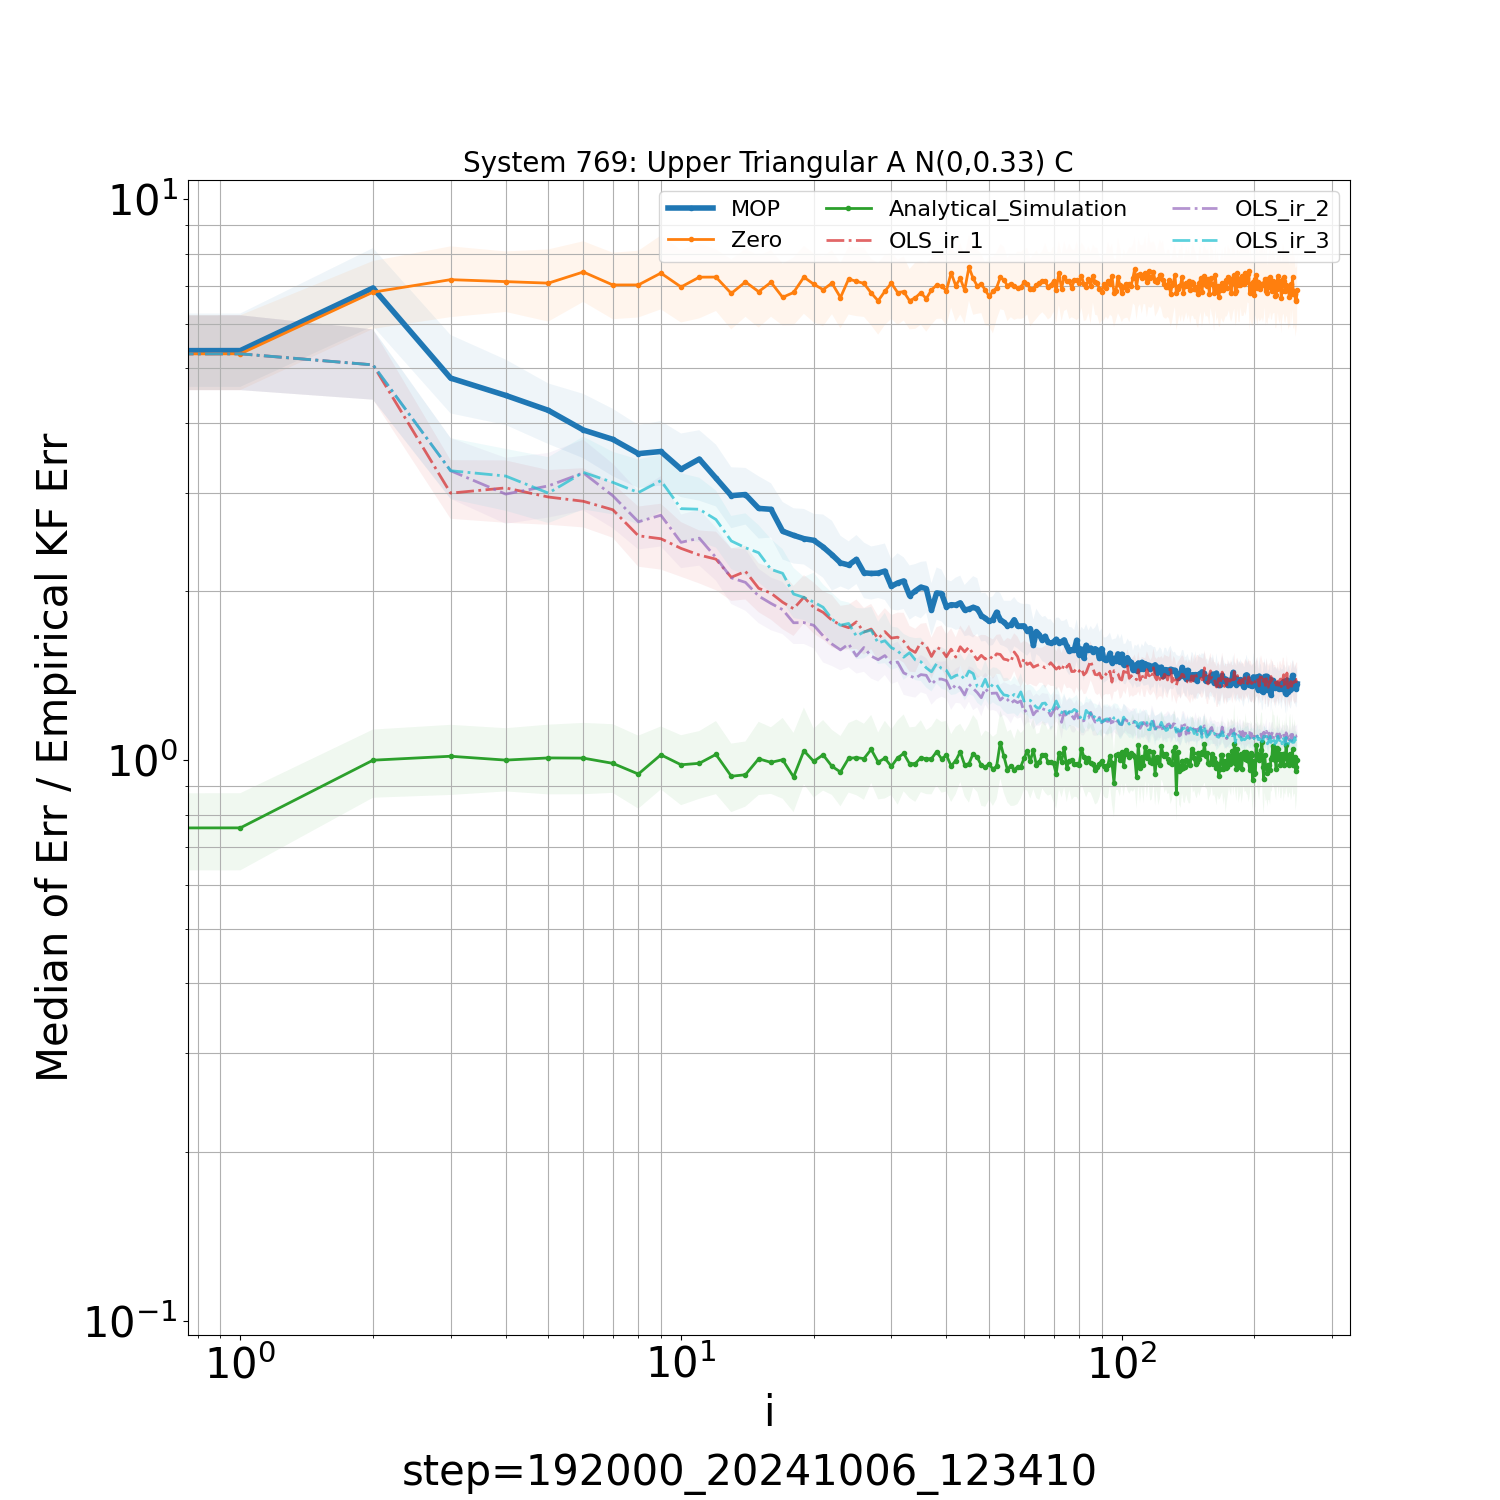 System 769: Upper Triangular A N(0,0.33) C
MOP
Zero
Analytical_Simulation
OLS_ir_1
OLS_ir_2
OLS_ir_3
Median of Err / Empirical KF Err
10¹
10⁰
10⁻¹
10⁰ 10¹ 10²
i
step=192000_20241006_123410